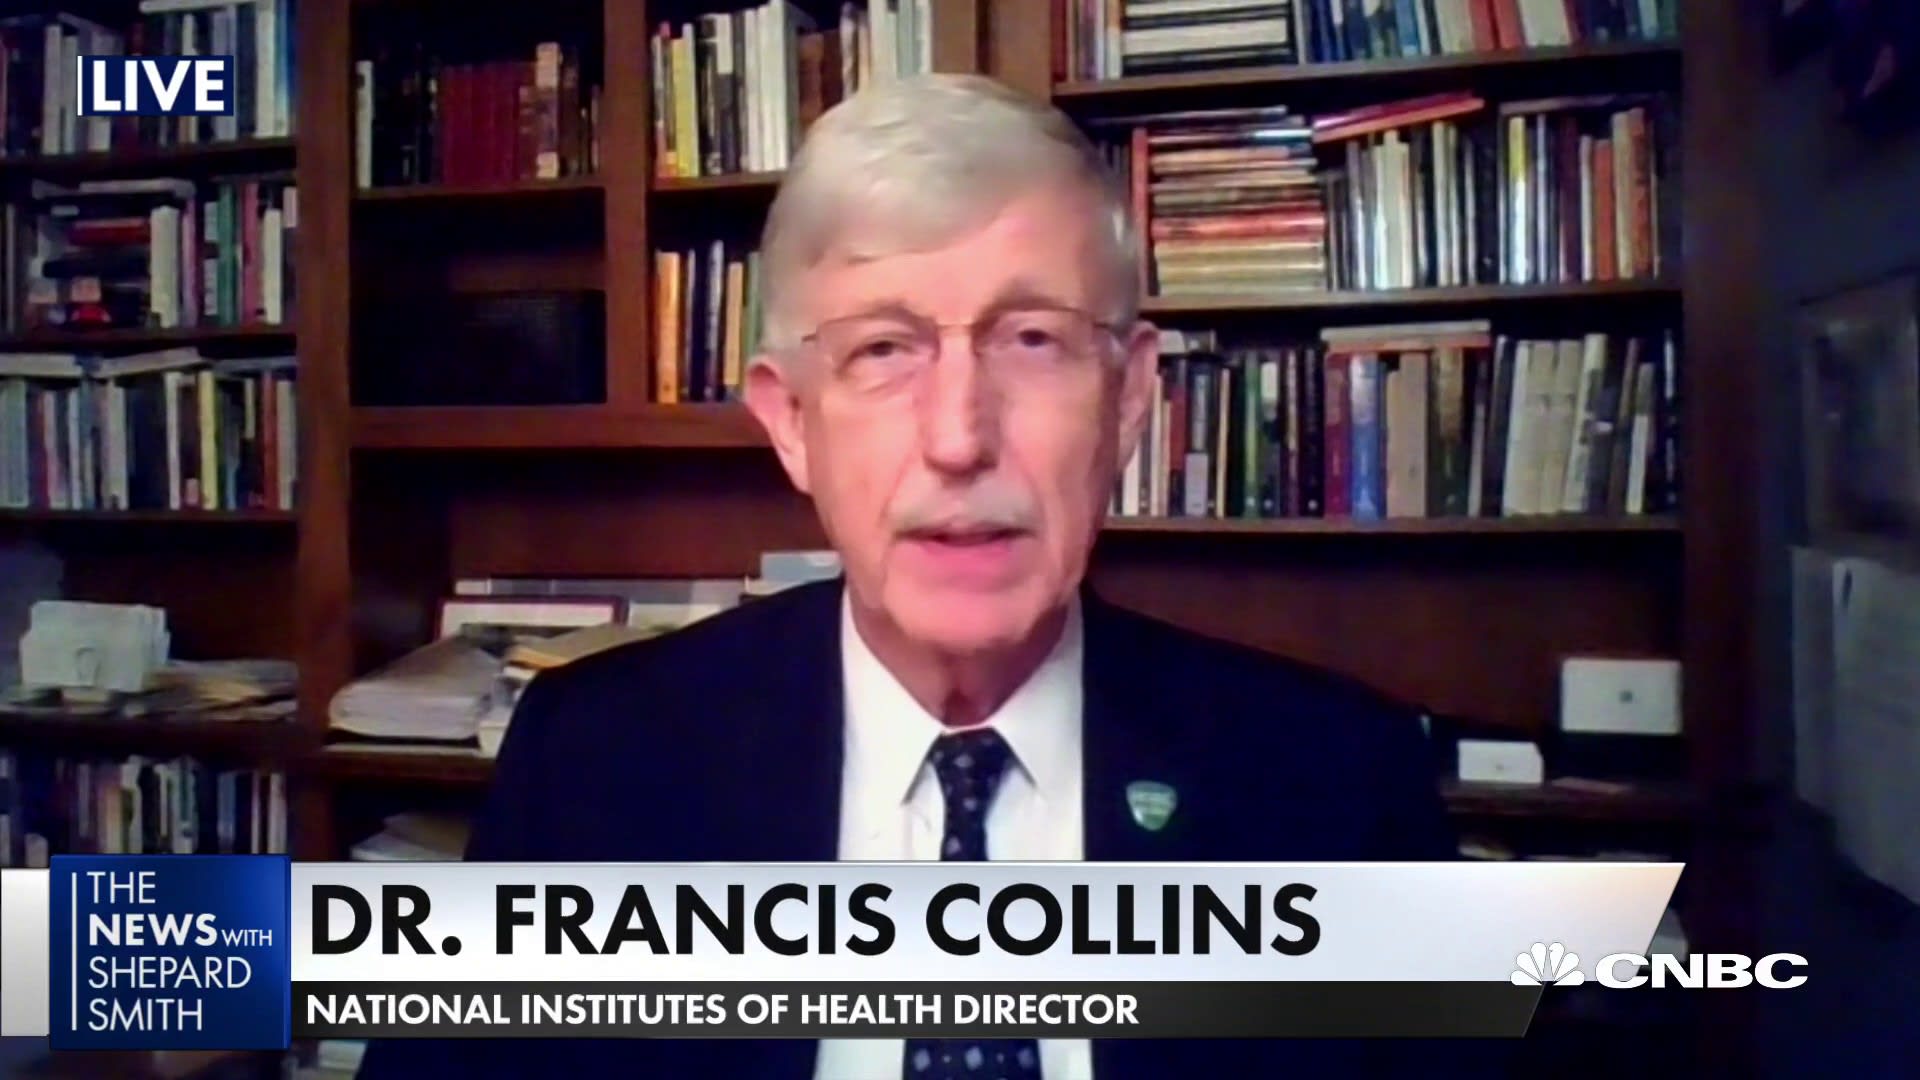 LIVE
THE
NEWS WITH
SHEPARD
SMITH
DR. FRANCIS COLLINS
NATIONAL INSTITUTES OF HEALTH DIRECTOR
CNBC